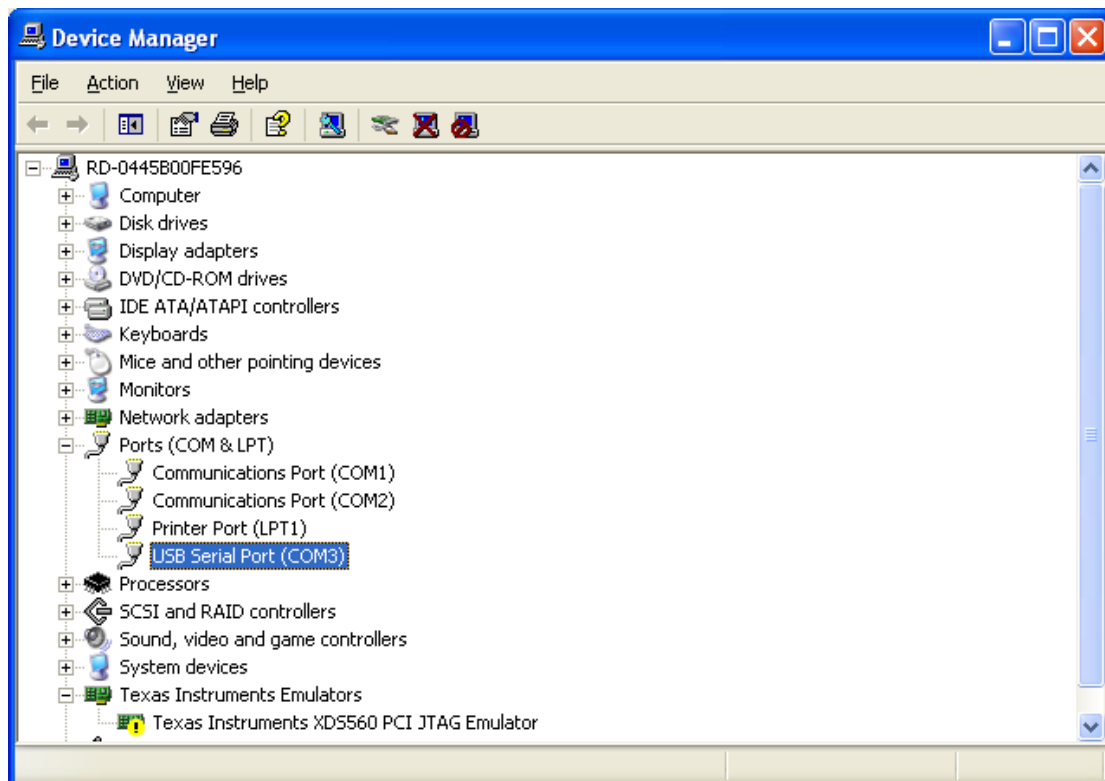 Device Manager
File Action View Help
RD-0445B00FE596
Computer
Disk drives
Display adapters
DVD/CD-ROM drives
IDE ATA/ATAPI controllers
Keyboards
Mice and other pointing devices
Monitors
Network adapters
Ports (COM & LPT)
Communications Port (COM1)
Communications Port (COM2)
Printer Port (LPT1)
USB Serial Port (COM3)
Processors
SCSI and RAID controllers
Sound, video and game controllers
System devices
Texas Instruments Emulators
Texas Instruments XDS560 PCI JTAG Emulator